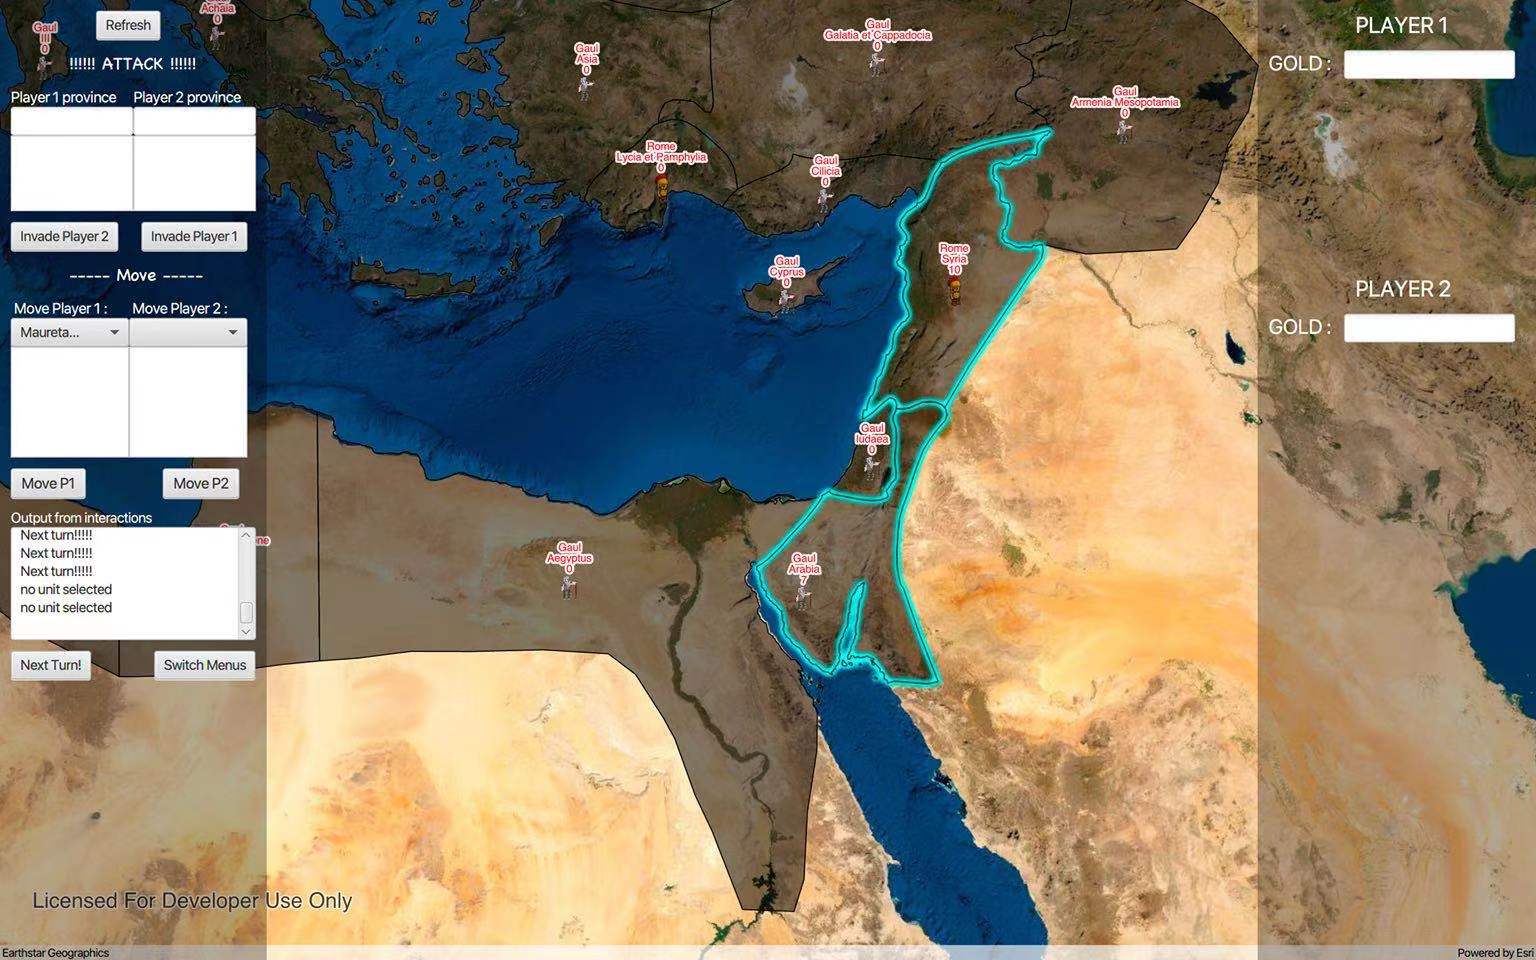 Refresh
!!!!!! ATTACK !!!!!!
Player 1 province
Player 2 province
Invade Player 2
Invade Player 1
----- Move -----
Move Player 1 :
Move Player 2 :
Maureta...
Move P1
Move P2
Output from interactions
Next turn!!!!!
Next turn!!!!!
Next turn!!!!!
no unit selected
no unit selected
Next Turn!
Switch Menus
Gaul
III
0
Achaia
0
Gaul
Asia
0
Gaul
Galatia et Cappadocia
0
Gaul
Armenia Mesopotamia
0
Rome
Lycia et Pamphylia
0
Gaul
Cilicia
0
Gaul
Cyprus
0
Rome
Syria
10
Gaul
Iudaea
0
Gaul
Aegyptus
0
Gaul
Arabia
7
PLAYER 1
GOLD :
PLAYER 2
GOLD :
Licensed For Developer Use Only
Earthstar Geographics
Powered by Esri